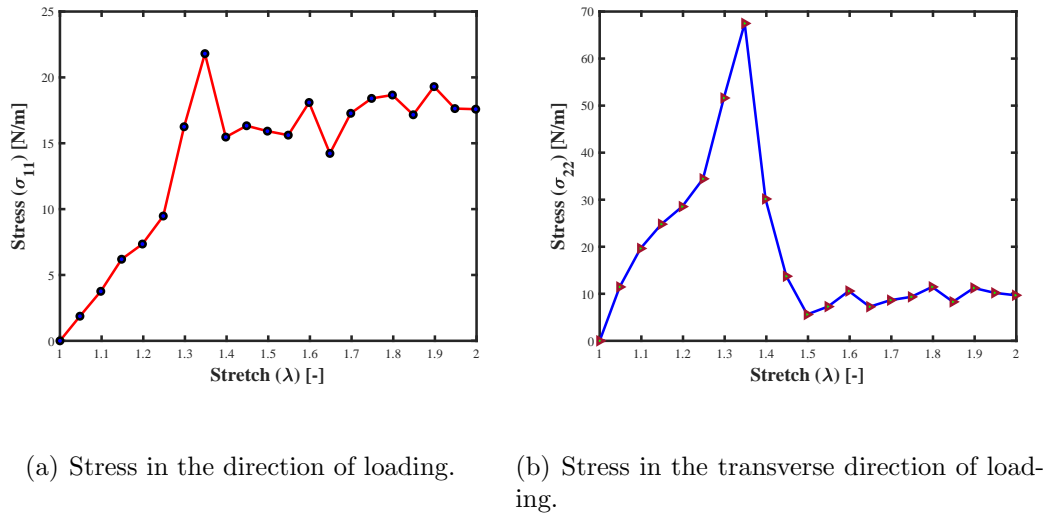 25
20
15
10
5
0
Stress (σ11) [N/m]
1 1.1 1.2 1.3 1.4 1.5 1.6 1.7 1.8 1.9 2
Stretch (λ) [-]
70
60
50
40
30
20
10
0
Stress (σ22) [N/m]
1 1.1 1.2 1.3 1.4 1.5 1.6 1.7 1.8 1.9 2
Stretch (λ) [-]
(a) Stress in the direction of loading.
(b) Stress in the transverse direction of load-
ing.